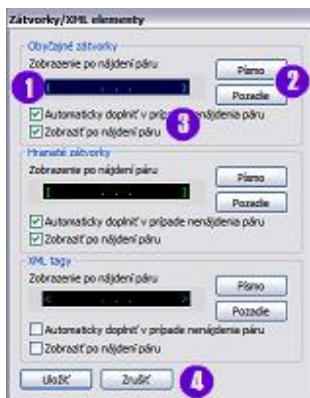 Zátvorky/XML elementy
Obyčajné zátvorky
Zobrazenie po nájdení páru
1
( . . . )
Písmo
2
Pozadie
Automaticky doplniť v prípade nenájdenia páru
3
Zobraziť po nájdení páru
Hranaté zátvorky
Zobrazenie po nájdení páru
[ . . . ]
Písmo
Pozadie
Automaticky doplniť v prípade nenájdenia páru
Zobraziť po nájdení páru
XML tagy
Zobrazenie po nájdení páru
< . . . >
Písmo
Pozadie
Automaticky doplniť v prípade nenájdenia páru
Zobraziť po nájdení páru
Uložiť
Zrušiť
4